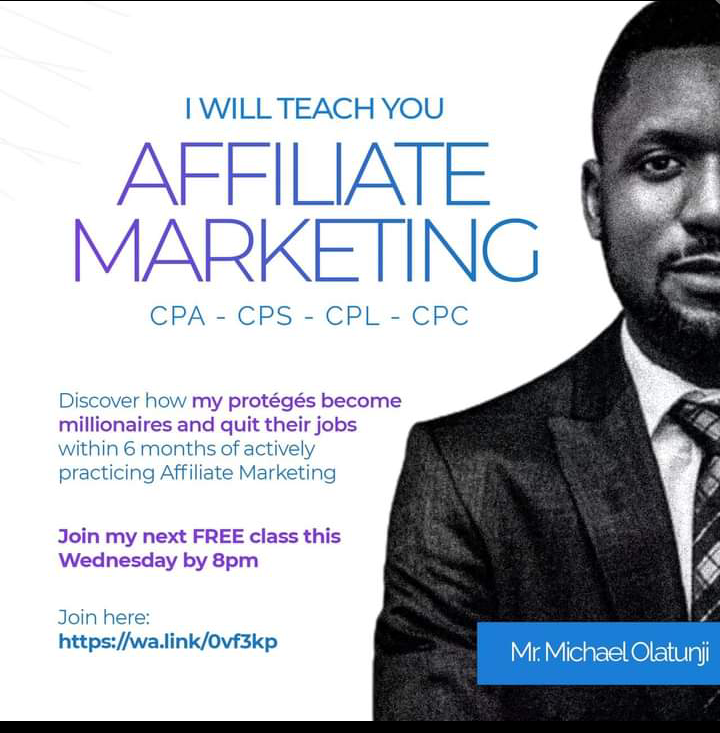 I WILL TEACH YOU
AFFILIATE
MARKETING
CPA - CPS - CPL - CPC
Discover how my protégés become
millionaires and quit their jobs
within 6 months of actively
practicing Affiliate Marketing
Join my next FREE class this
Wednesday by 8pm
Join here:
https://wa.link/0vf3kp
Mr. Michael Olatunji